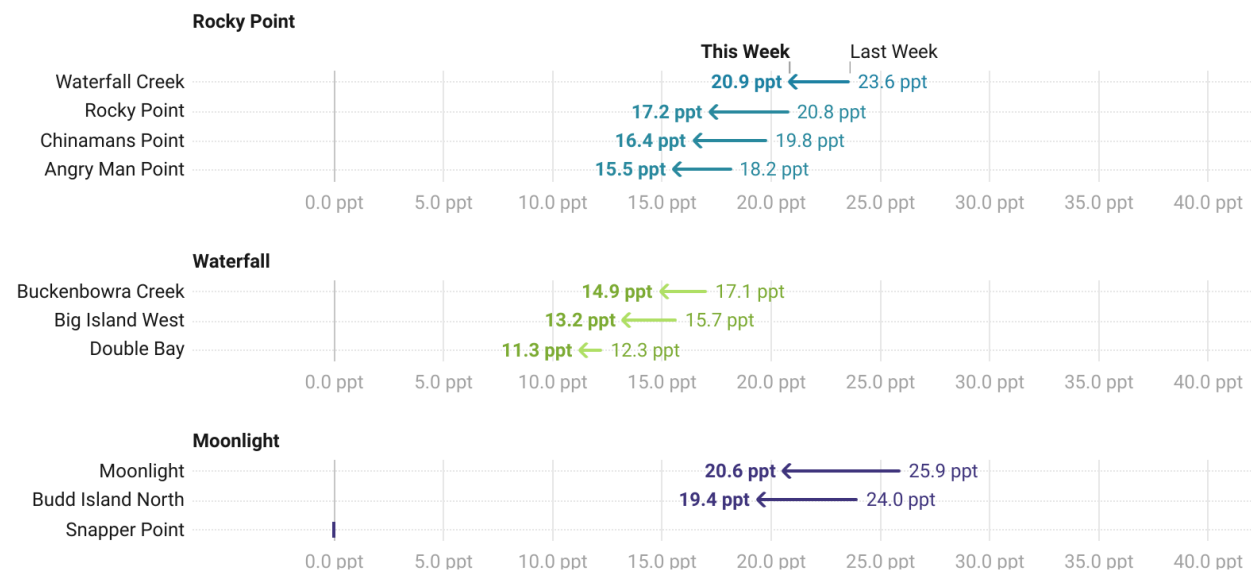 Rocky Point
This Week Last Week
Waterfall Creek 20.9 ppt 23.6 ppt
Rocky Point 17.2 ppt 20.8 ppt
Chinamans Point 16.4 ppt 19.8 ppt
Angry Man Point 15.5 ppt 18.2 ppt
0.0 ppt 5.0 ppt 10.0 ppt 15.0 ppt 20.0 ppt 25.0 ppt 30.0 ppt 35.0 ppt 40.0 ppt
Waterfall
Buckenbowra Creek 14.9 ppt 17.1 ppt
Big Island West 13.2 ppt 15.7 ppt
Double Bay 11.3 ppt 12.3 ppt
0.0 ppt 5.0 ppt 10.0 ppt 15.0 ppt 20.0 ppt 25.0 ppt 30.0 ppt 35.0 ppt 40.0 ppt
Moonlight
Moonlight 20.6 ppt 25.9 ppt
Budd Island North 19.4 ppt 24.0 ppt
Snapper Point
0.0 ppt 5.0 ppt 10.0 ppt 15.0 ppt 20.0 ppt 25.0 ppt 30.0 ppt 35.0 ppt 40.0 ppt